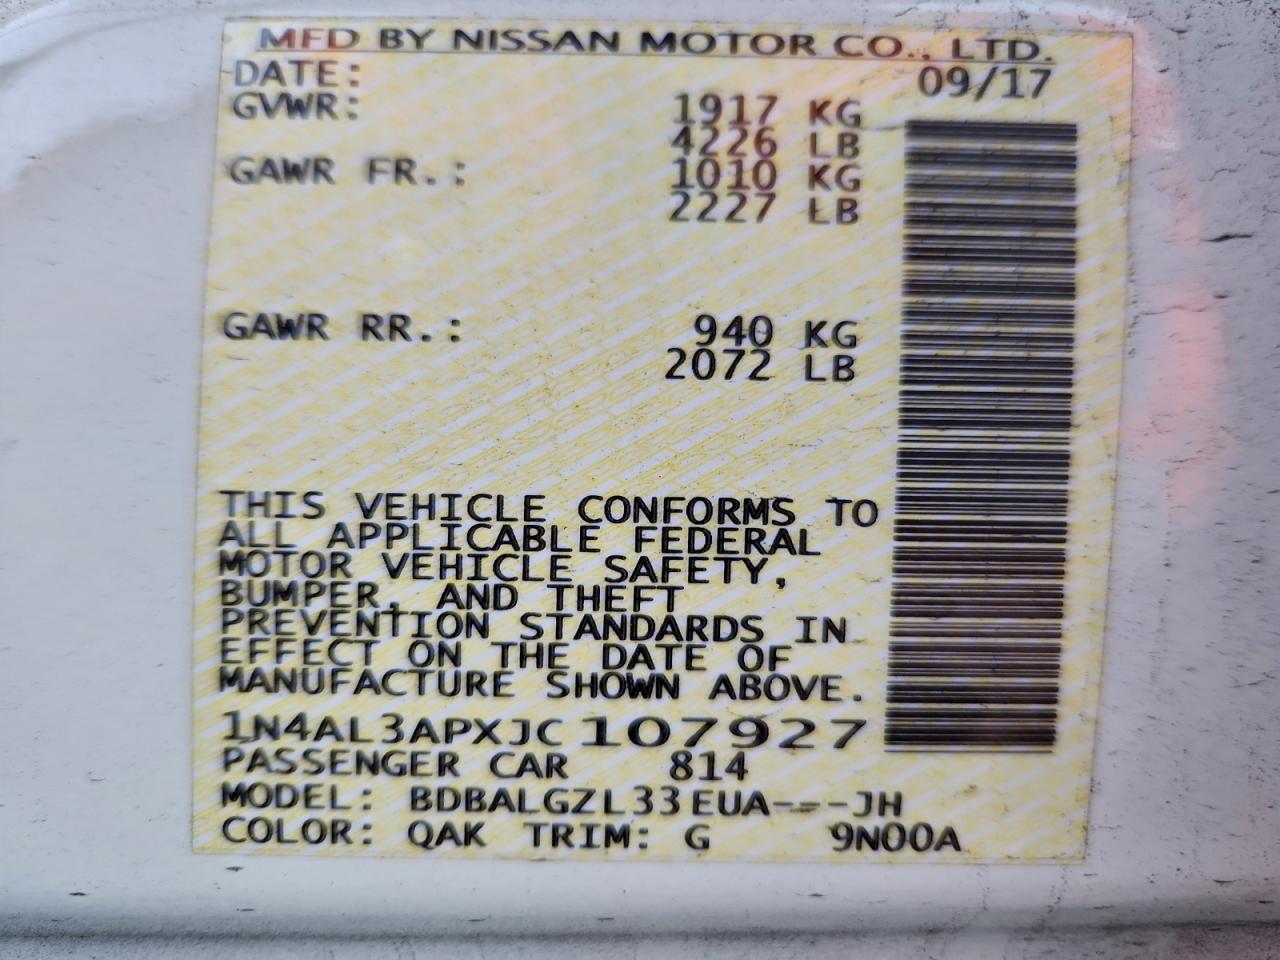 MFD BY NISSAN MOTOR CO., LTD.
DATE: 09/17
GVWR: 1917 KG
4226 LB
GAWR FR.: 1010 KG
2227 LB
GAWR RR.: 940 KG
2072 LB
THIS VEHICLE CONFORMS TO
ALL APPLICABLE FEDERAL
MOTOR VEHICLE SAFETY,
BUMPER, AND THEFT
PREVENTION STANDARDS IN
EFFECT ON THE DATE OF
MANUFACTURE SHOWN ABOVE.
1N4AL3APXJC107927
PASSENGER CAR 814
MODEL: BDBALGZL33EUA---JH
COLOR: QAK TRIM: G 9N00A